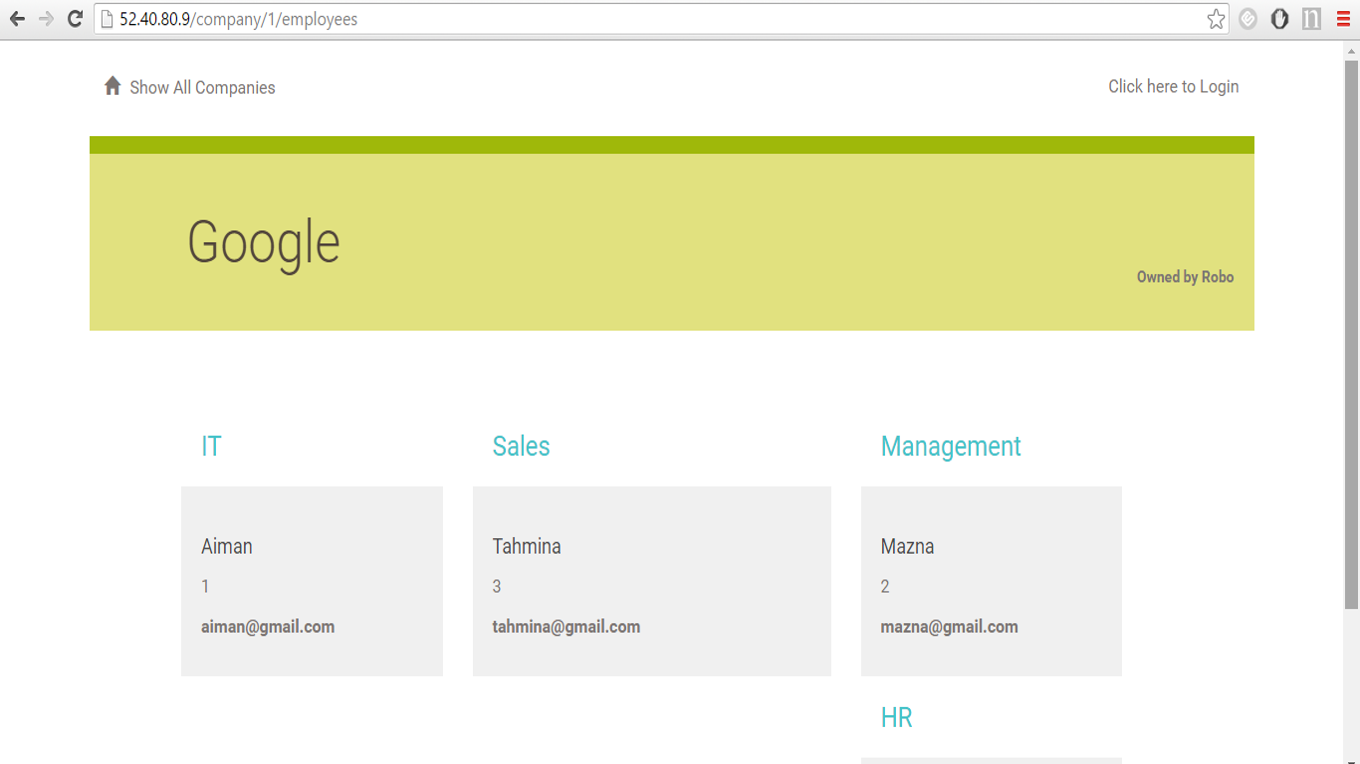 52.40.80.9/company/1/employees
Show All Companies
Click here to Login
Google
Owned by Robo
IT
Sales
Management
Aiman
1
aiman@gmail.com
Tahmina
3
tahmina@gmail.com
Mazna
2
mazna@gmail.com
HR